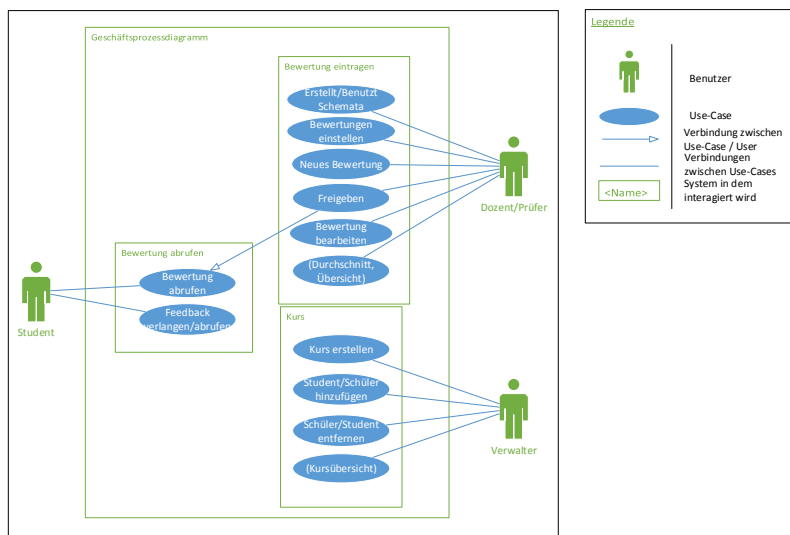 Geschäftsprozessdiagramm
Bewertung eintragen
Erstellt/Benutzt
Schemata
Bewertungen
einstellen
Neues Bewertung
Freigeben
Bewertung
bearbeiten
(Durchschnitt,
Übersicht)
Dozent/Prüfer
Bewertung abrufen
Bewertung
abrufen
Feedback
verlangen/abrufen
Student
Kurs
Kurs erstellen
Student/Schüler
hinzufügen
Schüler/Student
entfernen
(Kursübersicht)
Verwalter
Legende
Benutzer
Use-Case
Verbindung zwischen
Use-Case / User
Verbindungen
zwischen Use-Cases
System in dem
interagiert wird
<Name>